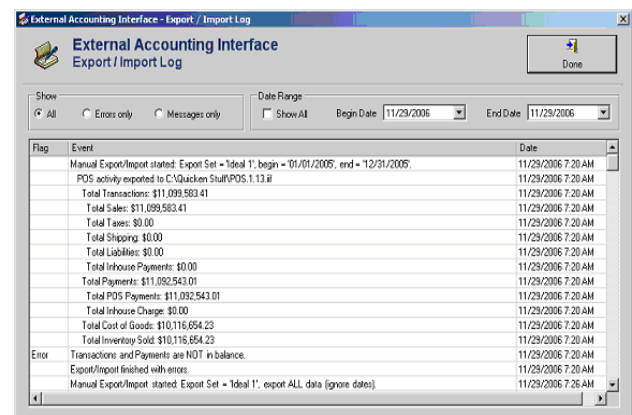 External Accounting Interface - Export / Import Log
External Accounting Interface
Export / Import Log
Done
Show
All Errors only Messages only
Date Range
Show All Begin Date 11/29/2006 End Date 11/29/2006
Flag Event Date
Manual Export/Import started: Export Set = 'Ideal 1', begin = '01/01/2005', end = '12/31/2005'. 11/29/2006 7:20 AM
POS activity exported to C:\Quicken Stuff\POS.1.13.iif 11/29/2006 7:20 AM
Total Transactions: $11,099,583.41 11/29/2006 7:20 AM
Total Sales: $11,099,583.41 11/29/2006 7:20 AM
Total Taxes: $0.00 11/29/2006 7:20 AM
Total Shipping: $0.00 11/29/2006 7:20 AM
Total Liabilities: $0.00 11/29/2006 7:20 AM
Total Inhouse Payments: $0.00 11/29/2006 7:20 AM
Total Payments: $11,092,543.01 11/29/2006 7:20 AM
Total POS Payments: $11,092,543.01 11/29/2006 7:20 AM
Total Inhouse Charge: $0.00 11/29/2006 7:20 AM
Total Cost of Goods: $10,116,654.23 11/29/2006 7:20 AM
Total Inventory Sold: $10,116,654.23 11/29/2006 7:20 AM
Error Transactions and Payments are NOT in balance. 11/29/2006 7:20 AM
Export/Import finished with errors. 11/29/2006 7:20 AM
Manual Export/Import started: Export Set = 'Ideal 1', export ALL data (ignore dates). 11/29/2006 7:26 AM